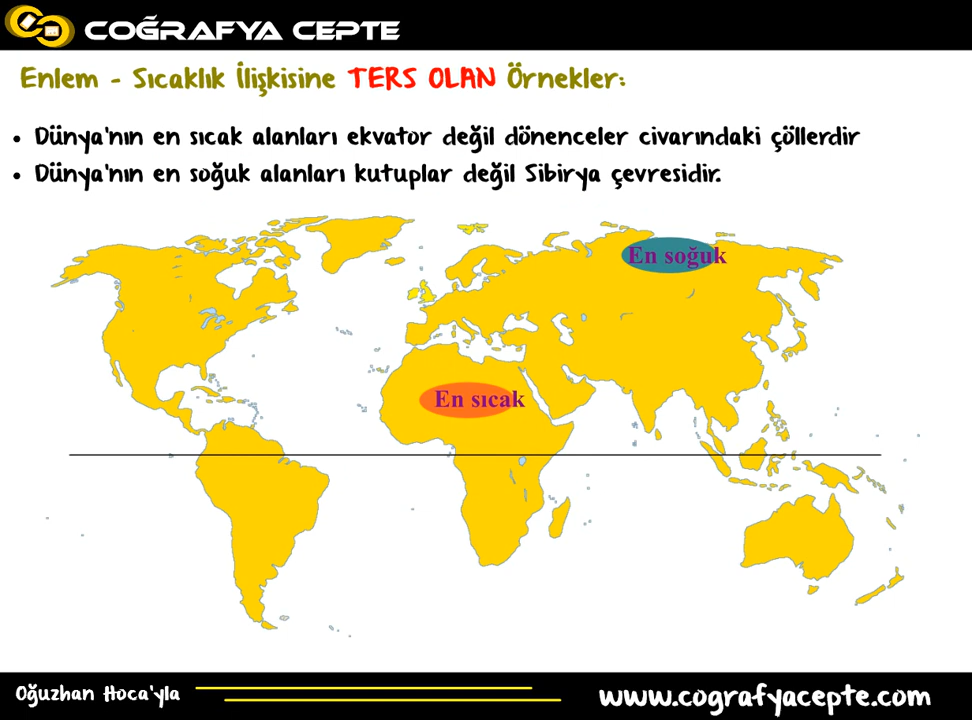 COĞRAFYA CEPTE
Enlem - Sıcaklık İlişkisine TERS OLAN Örnekler:
• Dünya'nın en sıcak alanları ekvator değil dönenceler civarındaki çöllerdir
• Dünya'nın en soğuk alanları kutuplar değil Sibirya çevresidir.
En soğuk
En sıcak
Oğuzhan Hoca'yla
www.cografyacepte.com